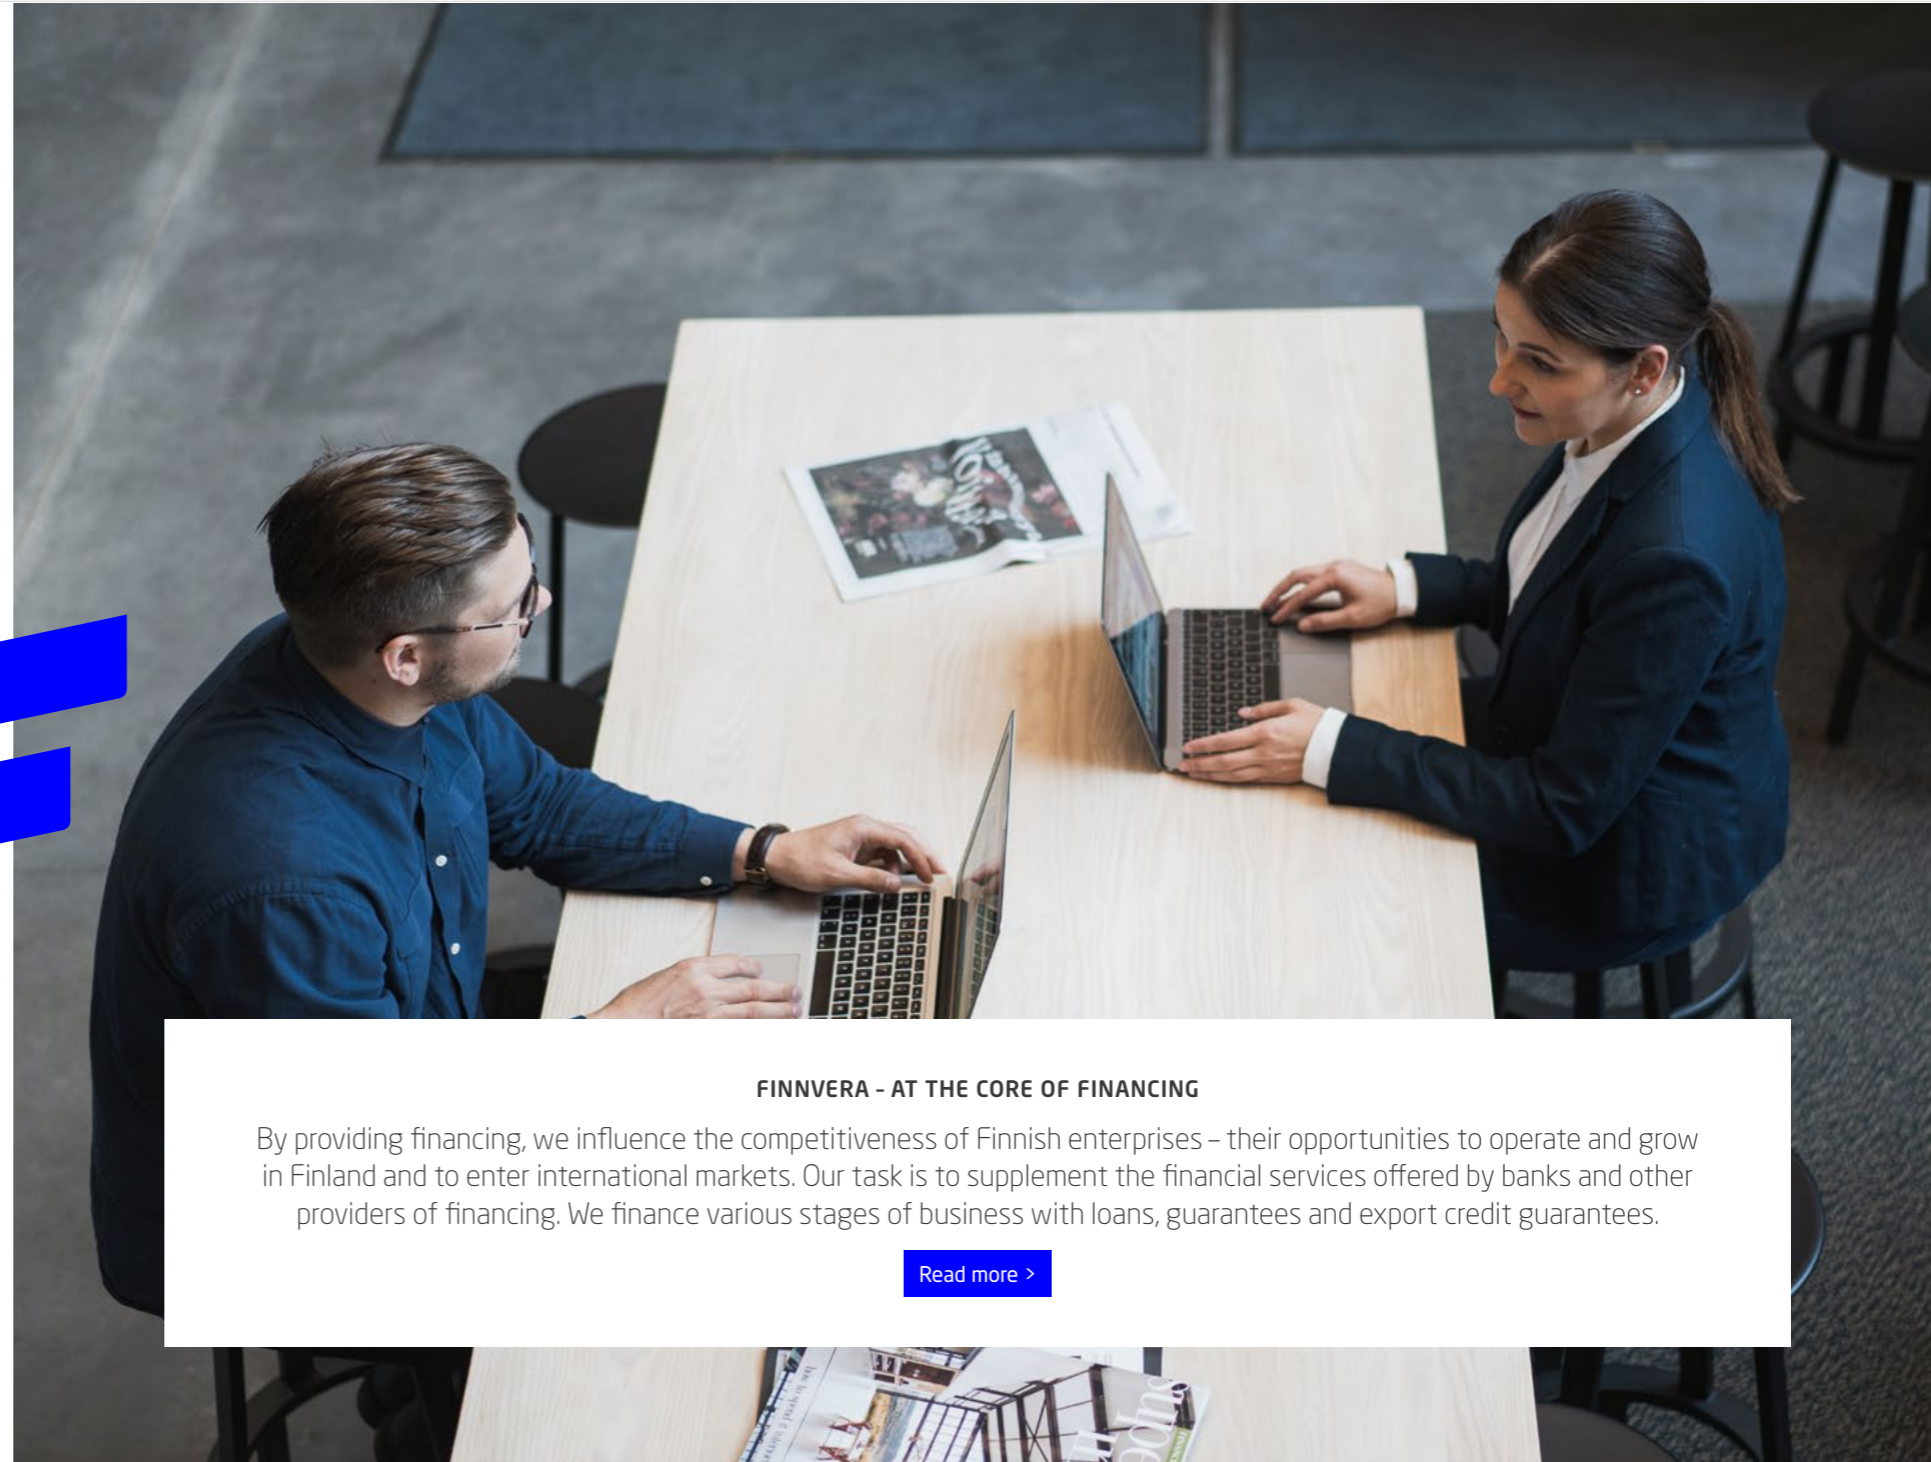 FINNVERA – AT THE CORE OF FINANCING
By providing financing, we influence the competitiveness of Finnish enterprises – their opportunities to operate and grow
in Finland and to enter international markets. Our task is to supplement the financial services offered by banks and other
providers of financing. We finance various stages of business with loans, guarantees and export credit guarantees.
Read more >